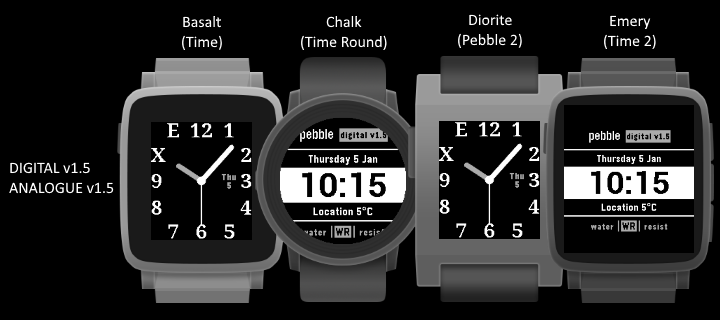 Basalt
(Time)
Chalk
(Time Round)
Diorite
(Pebble 2)
Emery
(Time 2)
DIGITAL v1.5
ANALOGUE v1.5
E 12 1
X 2
9 Thu 5 3
8 4
7 6 5
pebble digital v1.5
Thursday 5 Jan
10:15
Location 5°C
water WR resist
E 12 1
X 2
9 Thu 5 3
8 4
7 6 5
pebble digital v1.5
Thursday 5 Jan
10:15
Location 5°C
water WR resist